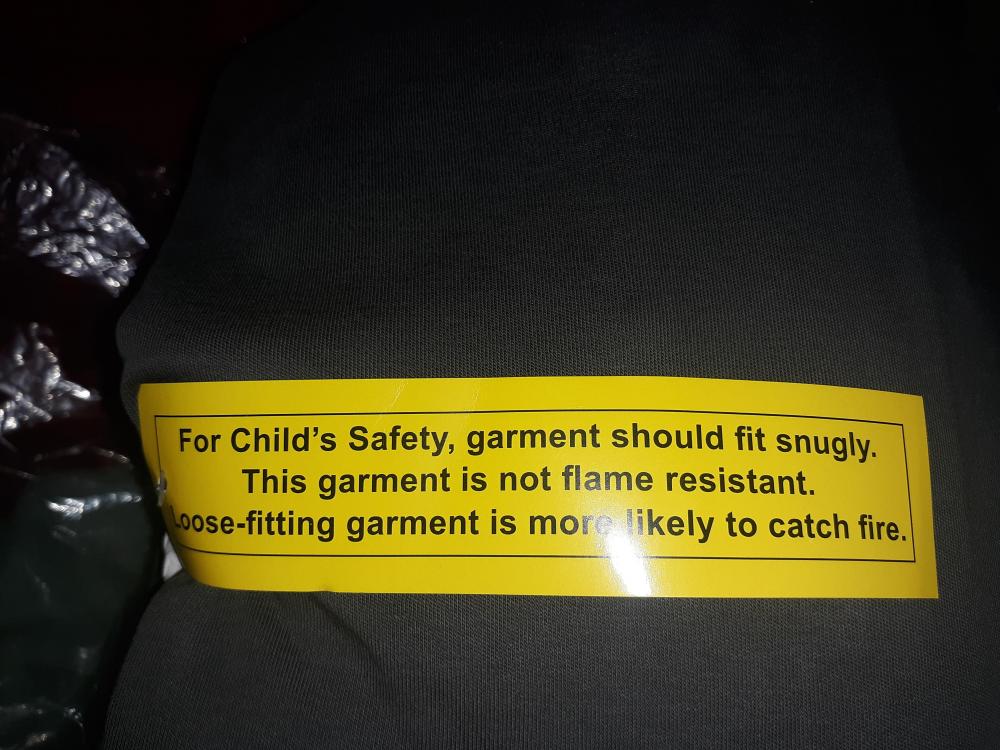 For Child's Safety, garment should fit snugly.
This garment is not flame resistant.
Loose-fitting garment is more likely to catch fire.